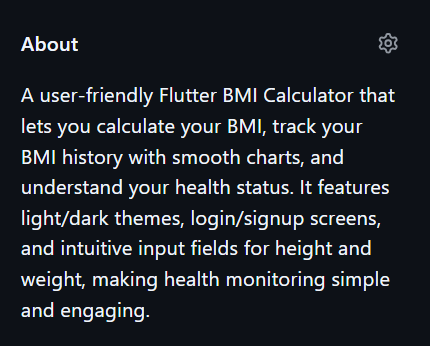 About
A user-friendly Flutter BMI Calculator that
lets you calculate your BMI, track your
BMI history with smooth charts, and
understand your health status. It features
light/dark themes, login/signup screens,
and intuitive input fields for height and
weight, making health monitoring simple
and engaging.